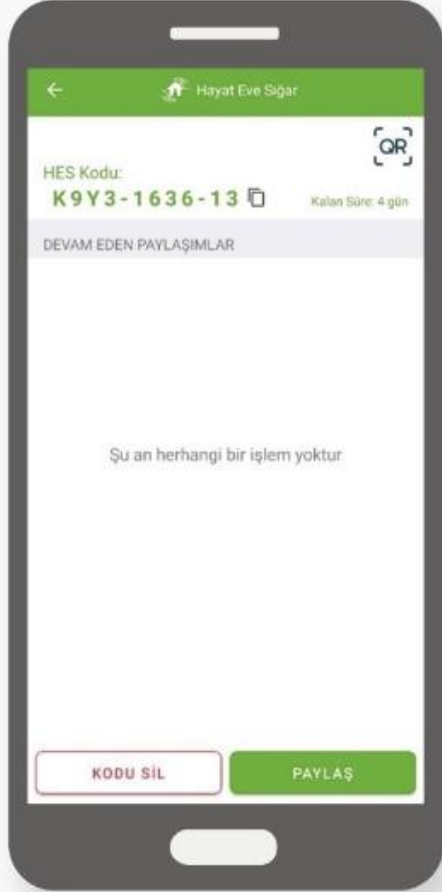 Hayat Eve Sığar
QR
HES Kodu:
K9Y3-1636-13
Kalan Süre: 4 gün
DEVAM EDEN PAYLAŞIMLAR
Şu an herhangi bir işlem yoktur
KODU SİL
PAYLAŞ